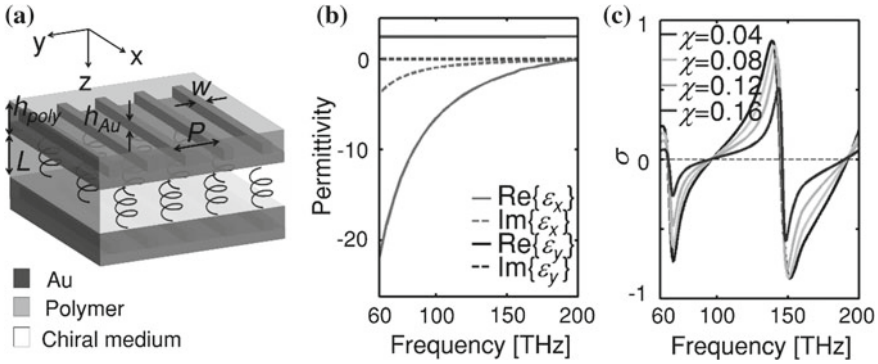 (a)
y
x
z
w
h_poly
h_Au
P
L
Au
Polymer
Chiral medium
(b)
Permittivity
0
-10
-20
Re{ε_x}
Im{ε_x}
Re{ε_y}
Im{ε_y}
60 100 150 200
Frequency [THz]
(c)
σ
1
0
-1
χ=0.04
χ=0.08
χ=0.12
χ=0.16
60 100 150 200
Frequency [THz]